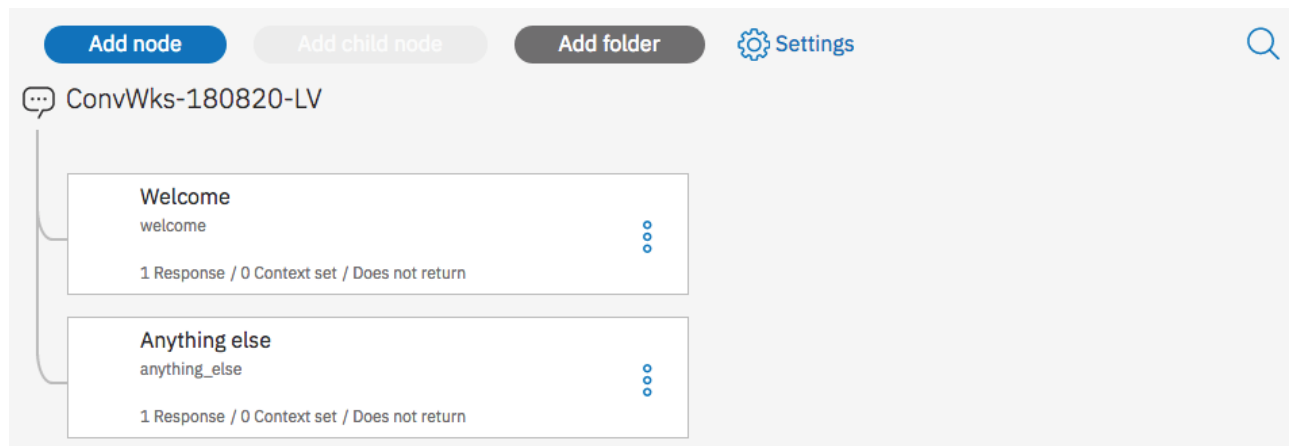 Add node Add child node Add folder Settings
ConvWks-180820-LV
Welcome
welcome
1 Response / 0 Context set / Does not return
Anything else
anything_else
1 Response / 0 Context set / Does not return